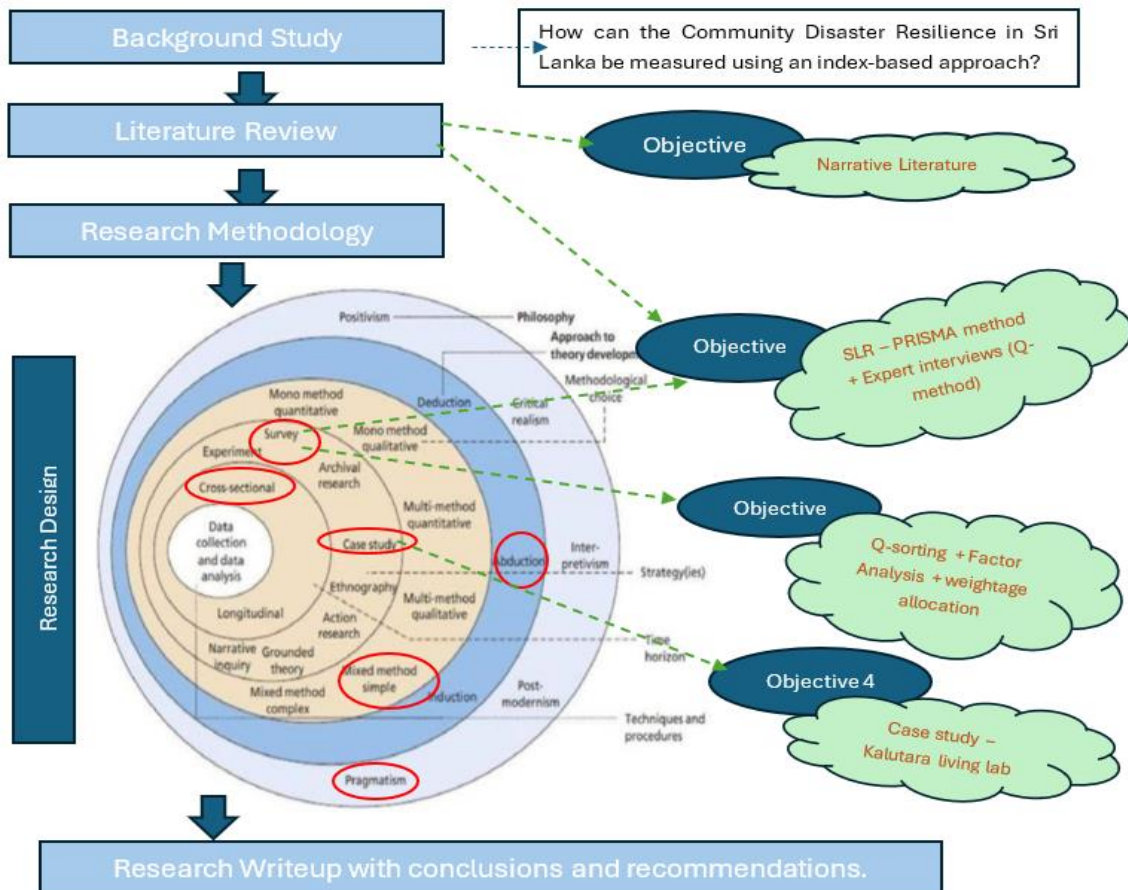 Background Study
How can the Community Disaster Resilience in Sri
Lanka be measured using an index-based approach?
Literature Review
Objective
Narrative Literature
Research Methodology
Research Design
Positivism
Philosophy
Approach to
theory developme
Objective
SLR – PRISMA method
+ Expert interviews (Q-
method)
Mono method
quantitative
Deduction
Methodological
choice
Critical
realism
Survey
Mono method
qualitative
Experiment
Archival
research
Cross-sectional
Multi-method
quantitative
Objective
Data
collection
and data
analysis
Case study
Abduction
Inter-
pretivism
Strategy(ies)
Q-sorting + Factor
Analysis + weightage
allocation
Ethnography
Multi-method
qualitative
Longitudinal
Action
research
Time
horizon
Narrative
inquiry
Grounded
theory
Mixed method
simple
Induction
Post-
modernism
Objective 4
Mixed method
complex
Techniques and
procedures
Case study –
Kalutara living lab
Pragmatism
Research Writeup with conclusions and recommendations.